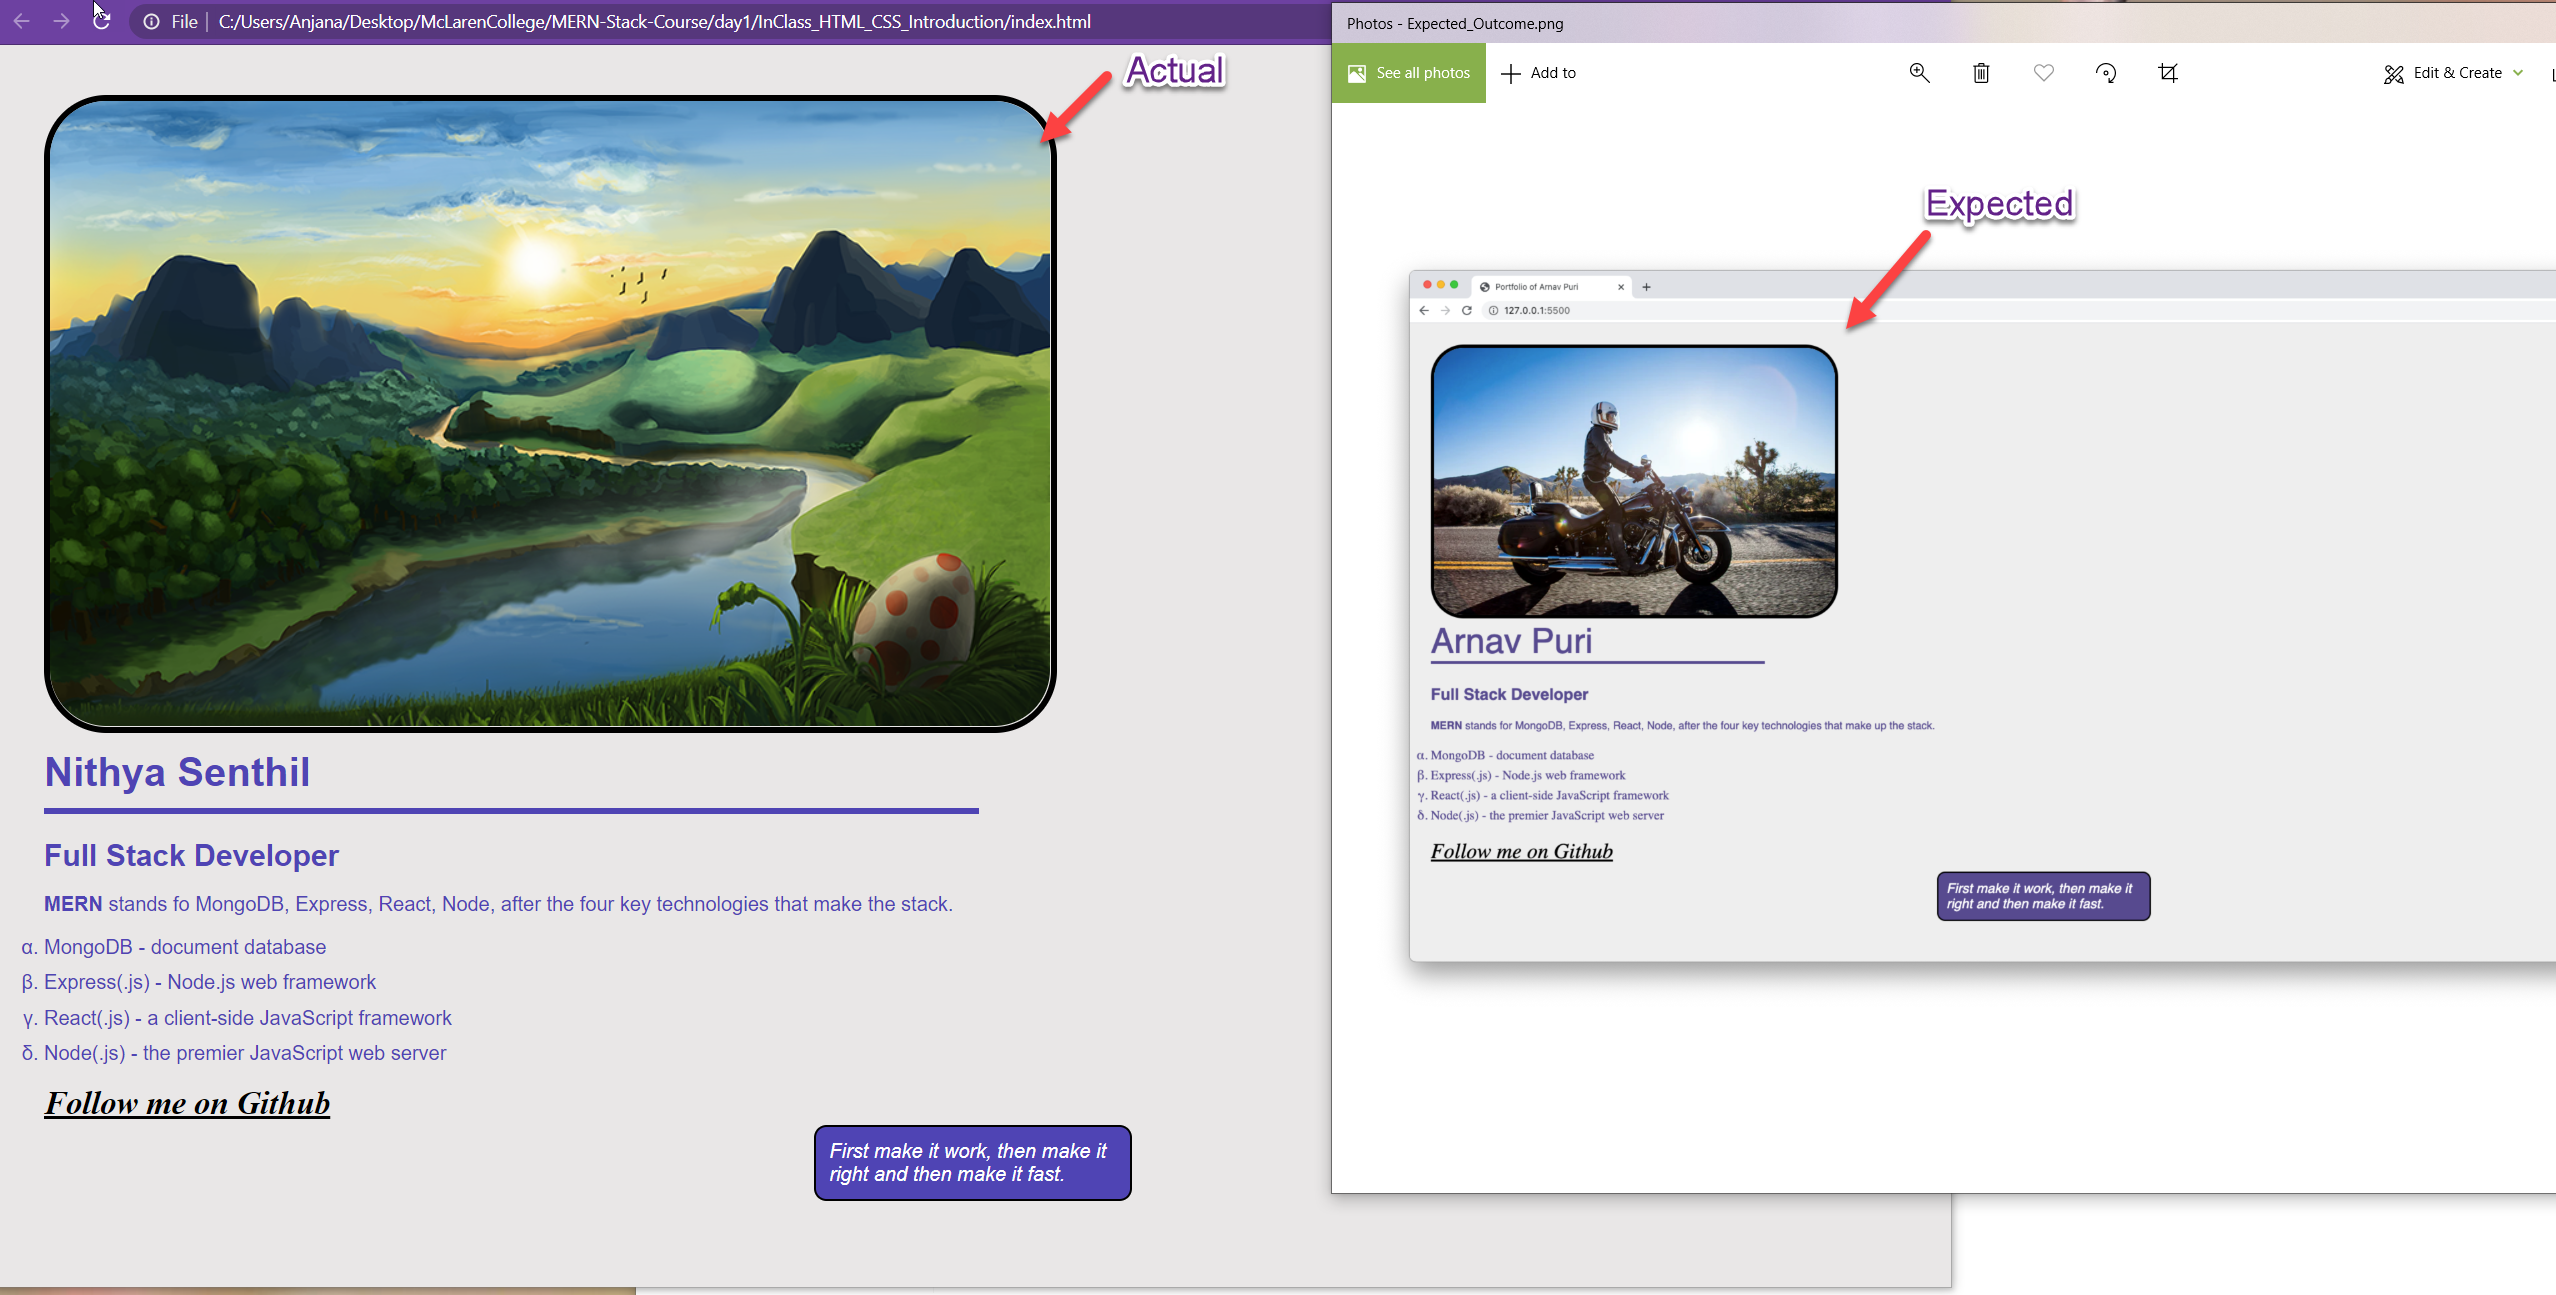 File | C:/Users/Anjana/Desktop/McLarenCollege/MERN-Stack-Course/day1/InClass_HTML_CSS_Introduction/index.html
Actual
Nithya Senthil
Full Stack Developer
MERN stands fo MongoDB, Express, React, Node, after the four key technologies that make the stack.
α. MongoDB - document database
β. Express(.js) - Node.js web framework
γ. React(.js) - a client-side JavaScript framework
δ. Node(.js) - the premier JavaScript web server
Follow me on Github
First make it work, then make it
right and then make it fast.
Photos - Expected_Outcome.png
See all photos
Add to
Edit & Create
Expected
Portfolio of Arnav Puri
127.0.0.1:5500
Arnav Puri
Full Stack Developer
MERN stands for MongoDB, Express, React, Node, after the four key technologies that make up the stack.
α. MongoDB - document database
β. Express(.js) - Node.js web framework
γ. React(.js) - a client-side JavaScript framework
δ. Node(.js) - the premier JavaScript web server
Follow me on Github
First make it work, then make it
right and then make it fast.